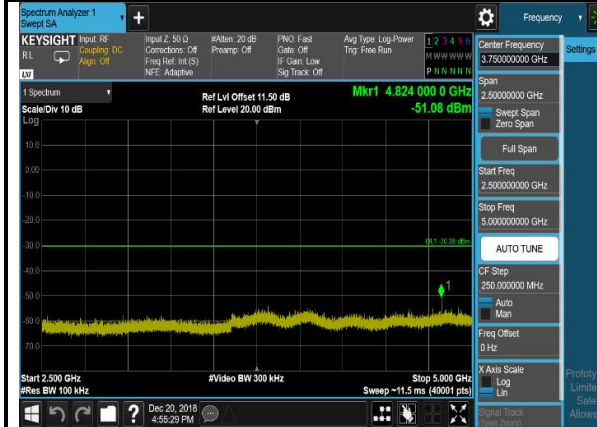 Spectrum Analyzer 1
Swept SA
Frequency
KEYSIGHT
Input: RF
Input Z: 50 Ω
#Atten: 20 dB
PNO: Fast
Avg Type: Log-Power
1 2 3 4 5 6
RL
Coupling: DC
Corrections: Off
Preamp: Off
Gate: Off
Trig: Free Run
M W W W W W
Align: Off
Freq Ref: Int (S)
IF Gain: Low
P N N N N N
LXI
NFE: Adaptive
Sig Track: Off
1 Spectrum
Ref Lvl Offset 11.50 dB
Mkr1 4.824 000 0 GHz
Scale/Div 10 dB
Ref Level 20.00 dBm
-51.08 dBm
Log
10.0
0.00
-10.0
-20.0
-30.0
DL1 -30.28 dBm
-40.0
-50.0
1
-60.0
-70.0
Start 2.500 GHz
#Video BW 300 kHz
Stop 5.000 GHz
#Res BW 100 kHz
Sweep ~11.5 ms (40001 pts)
Center Frequency
3.750000000 GHz
Settings
Span
2.50000000 GHz
Swept Span
Zero Span
Full Span
Start Freq
2.500000000 GHz
Stop Freq
5.000000000 GHz
AUTO TUNE
CF Step
250.000000 MHz
Auto
Man
Freq Offset
0 Hz
X Axis Scale
Log
Lin
Signal Track
(Span Zoom)
?
Dec 20, 2018
4:55:29 PM